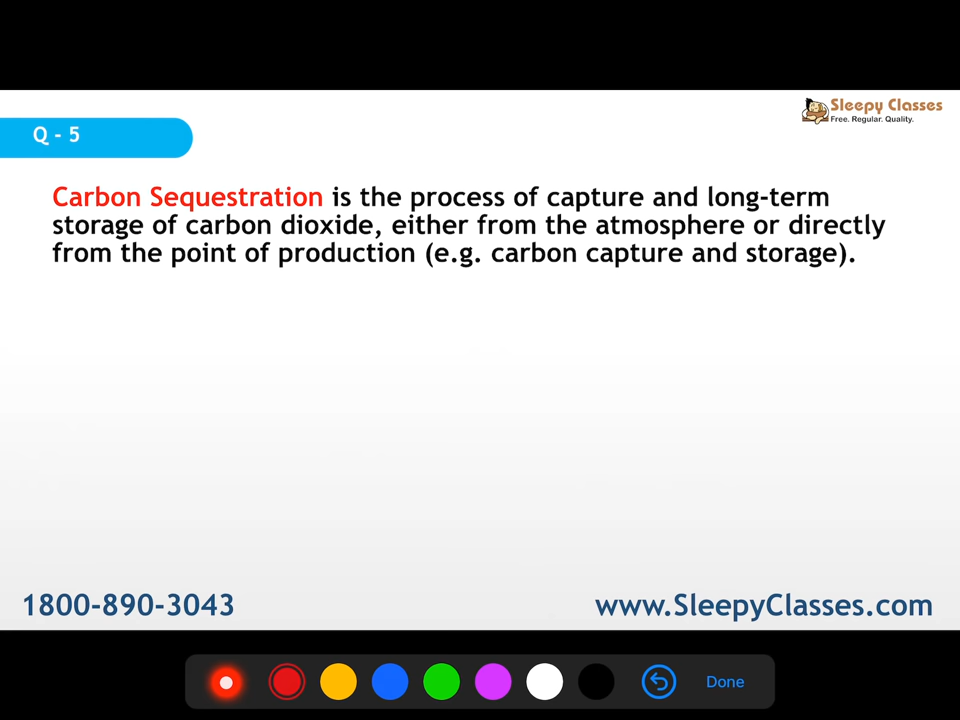 Sleepy Classes
Free. Regular. Quality.
Q - 5
Carbon Sequestration is the process of capture and long-term
storage of carbon dioxide, either from the atmosphere or directly
from the point of production (e.g. carbon capture and storage).
1800-890-3043
www.SleepyClasses.com
Done